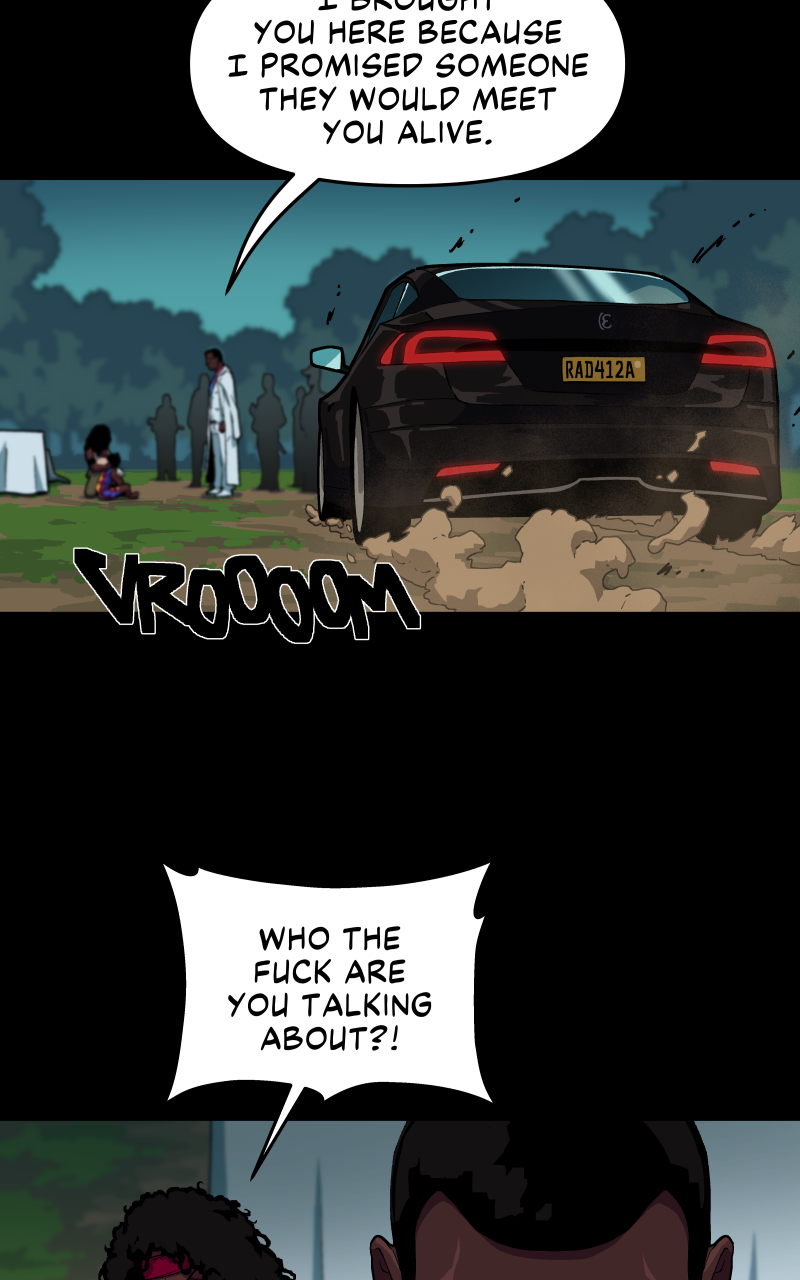 I BROUGHT
YOU HERE BECAUSE
I PROMISED SOMEONE
THEY WOULD MEET
YOU ALIVE.
RAD412A
VROOOOM
WHO THE
FUCK ARE
YOU TALKING
ABOUT?!